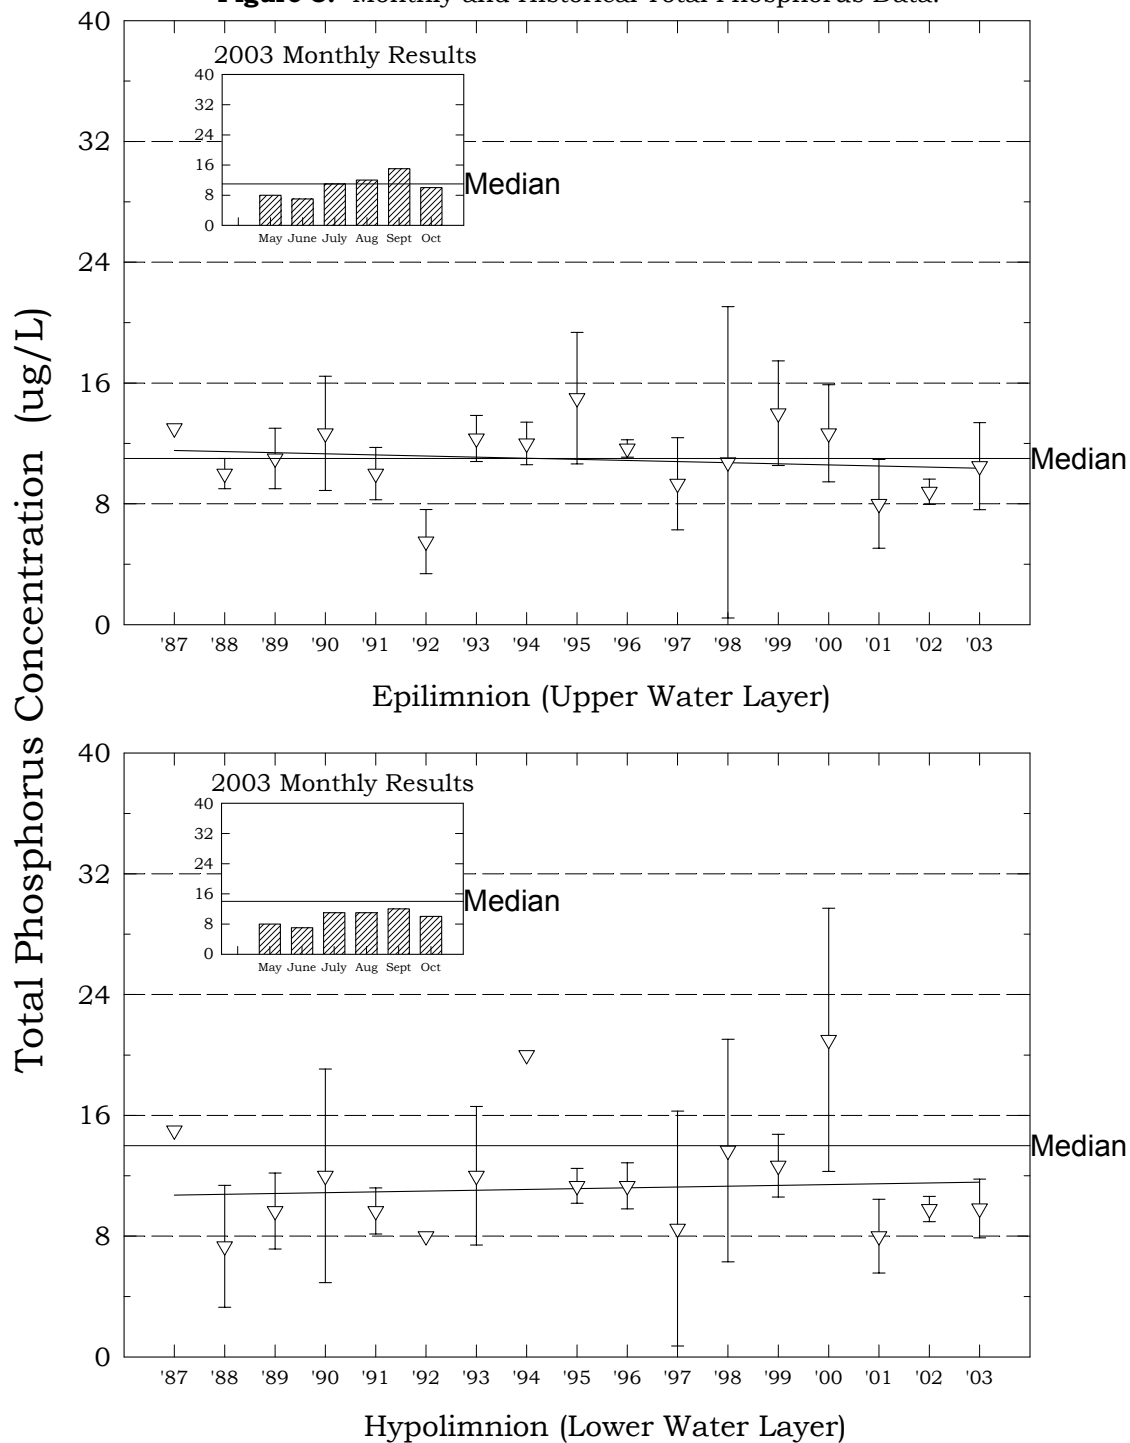 Monthly and Historical Total Phosphorus Data.
Total Phosphorus Concentration (ug/L)
40
32
24
16
8
0
2003 Monthly Results
40
32
24
16
8
0
May June July Aug Sept Oct
Median
Median
'87 '88 '89 '90 '91 '92 '93 '94 '95 '96 '97 '98 '99 '00 '01 '02 '03
Epilimnion (Upper Water Layer)
40
32
24
16
8
0
2003 Monthly Results
40
32
24
16
8
0
May June July Aug Sept Oct
Median
Median
'87 '88 '89 '90 '91 '92 '93 '94 '95 '96 '97 '98 '99 '00 '01 '02 '03
Hypolimnion (Lower Water Layer)